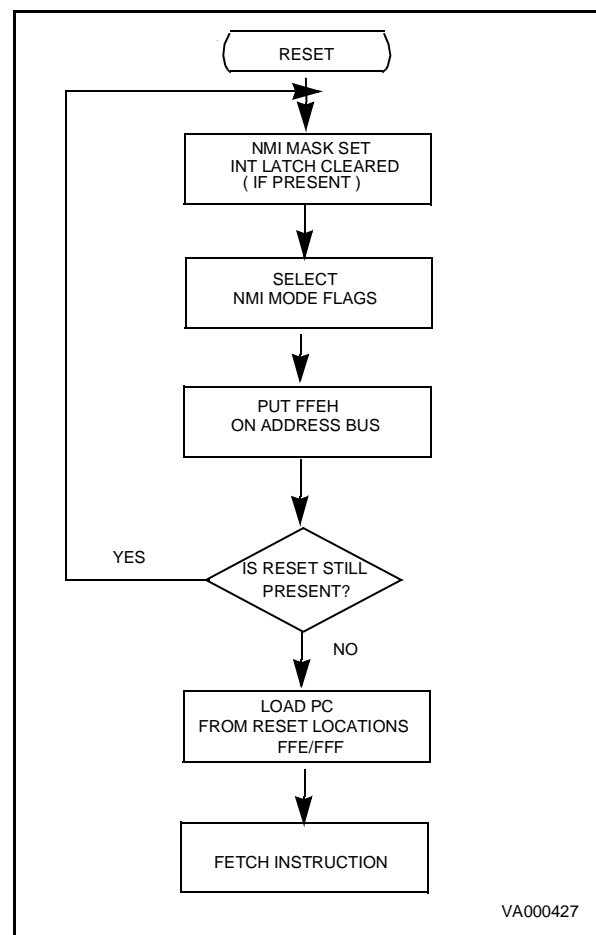 RESET
NMI MASK SET
INT LATCH CLEARED
( IF PRESENT )
SELECT
NMI MODE FLAGS
PUT FFEH
ON ADDRESS BUS
YES
IS RESET STILL
PRESENT?
NO
LOAD PC
FROM RESET LOCATIONS
FFE/FFF
FETCH INSTRUCTION
VA000427